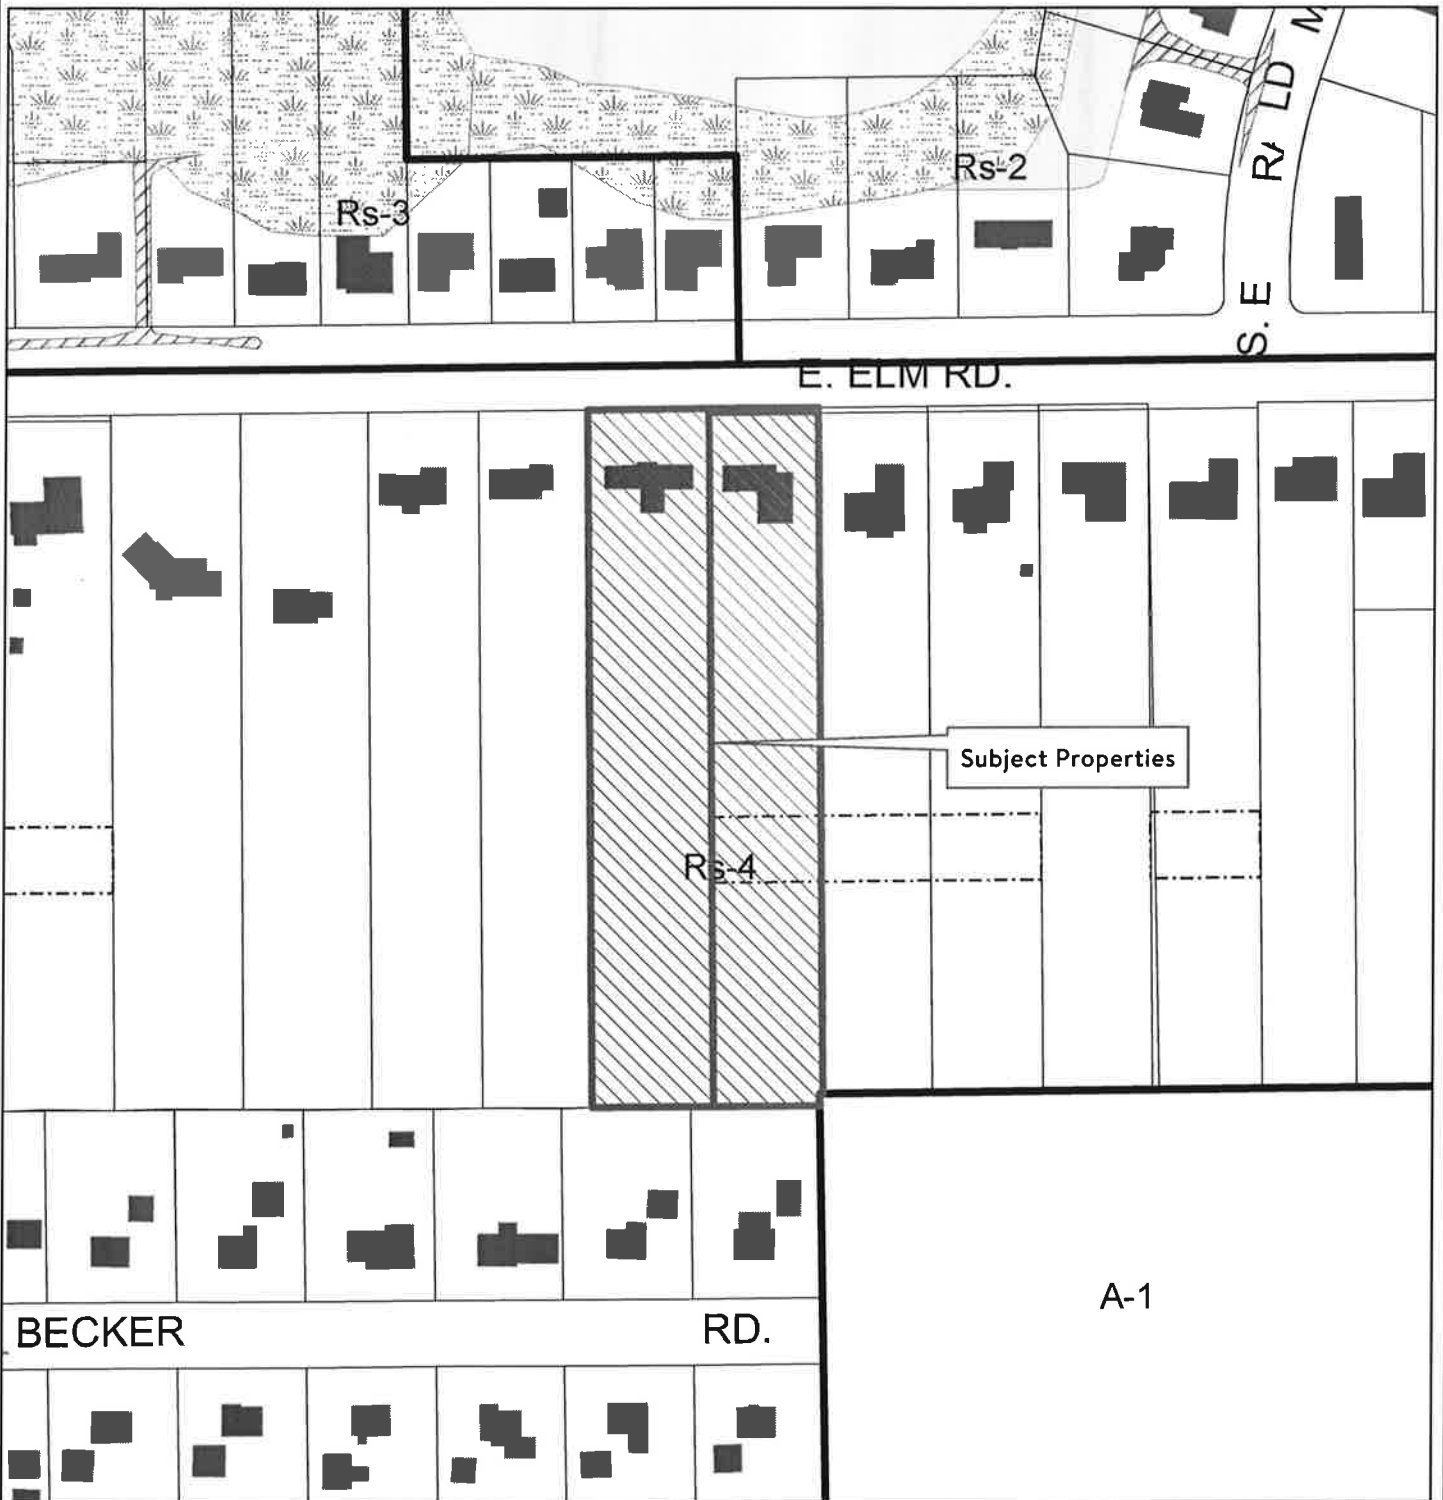 Rs-2
Rs-3
S. E
E. ELM RD.
Subject Properties
Rs-4
A-1
BECKER RD.